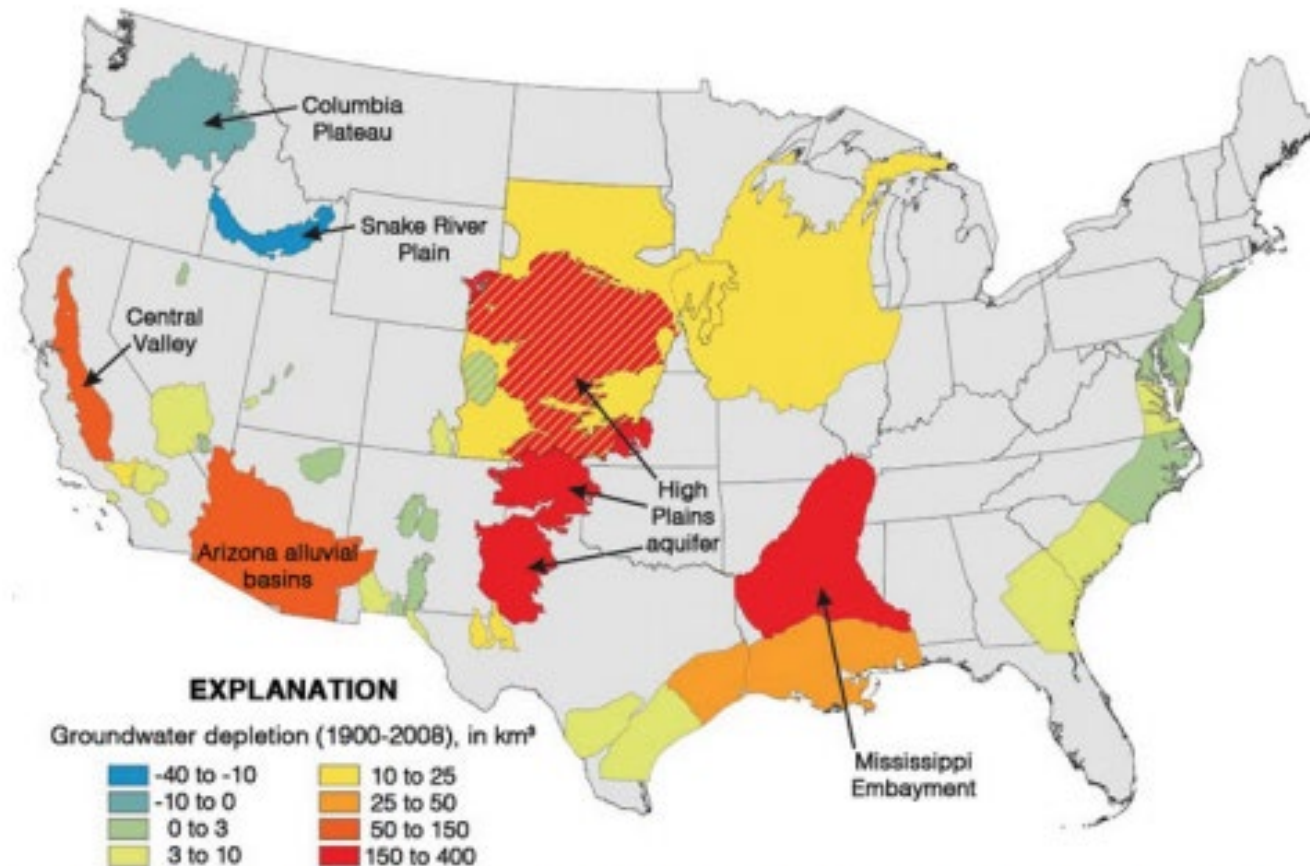 Columbia
Plateau
Snake River
Plain
Central
Valley
High
Plains
aquifer
Arizona alluvial
basins
Mississippi
Embayment
EXPLANATION
Groundwater depletion (1900-2008), in km³
-40 to -10
-10 to 0
0 to 3
3 to 10
10 to 25
25 to 50
50 to 150
150 to 400